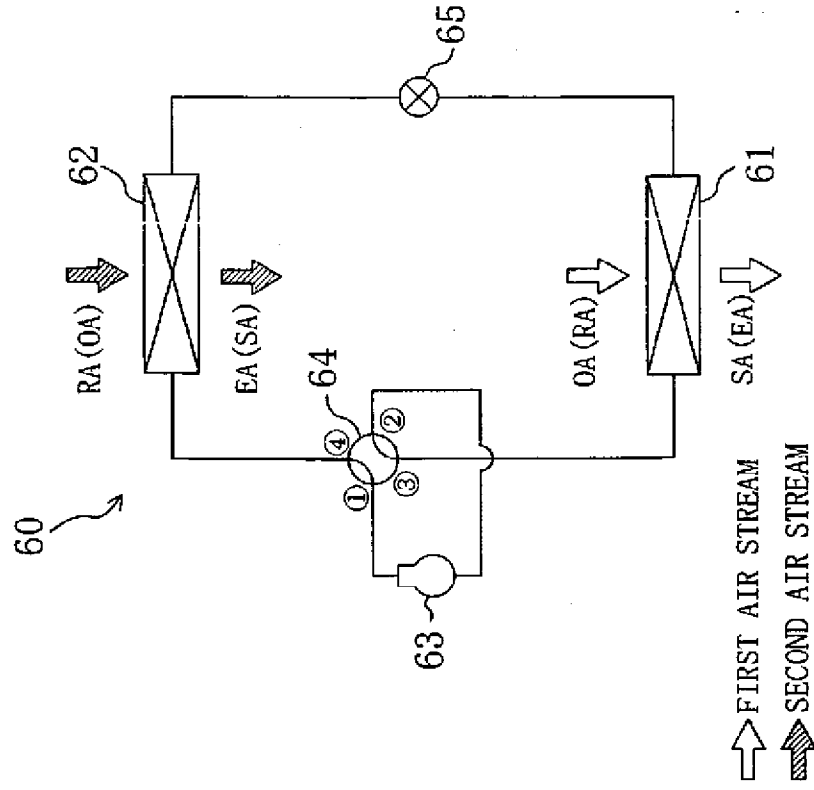 60
RA(OA)
62
EA(SA)
64
④
①
②
③
63
65
OA(RA)
61
SA(EA)
FIRST AIR STREAM
SECOND AIR STREAM